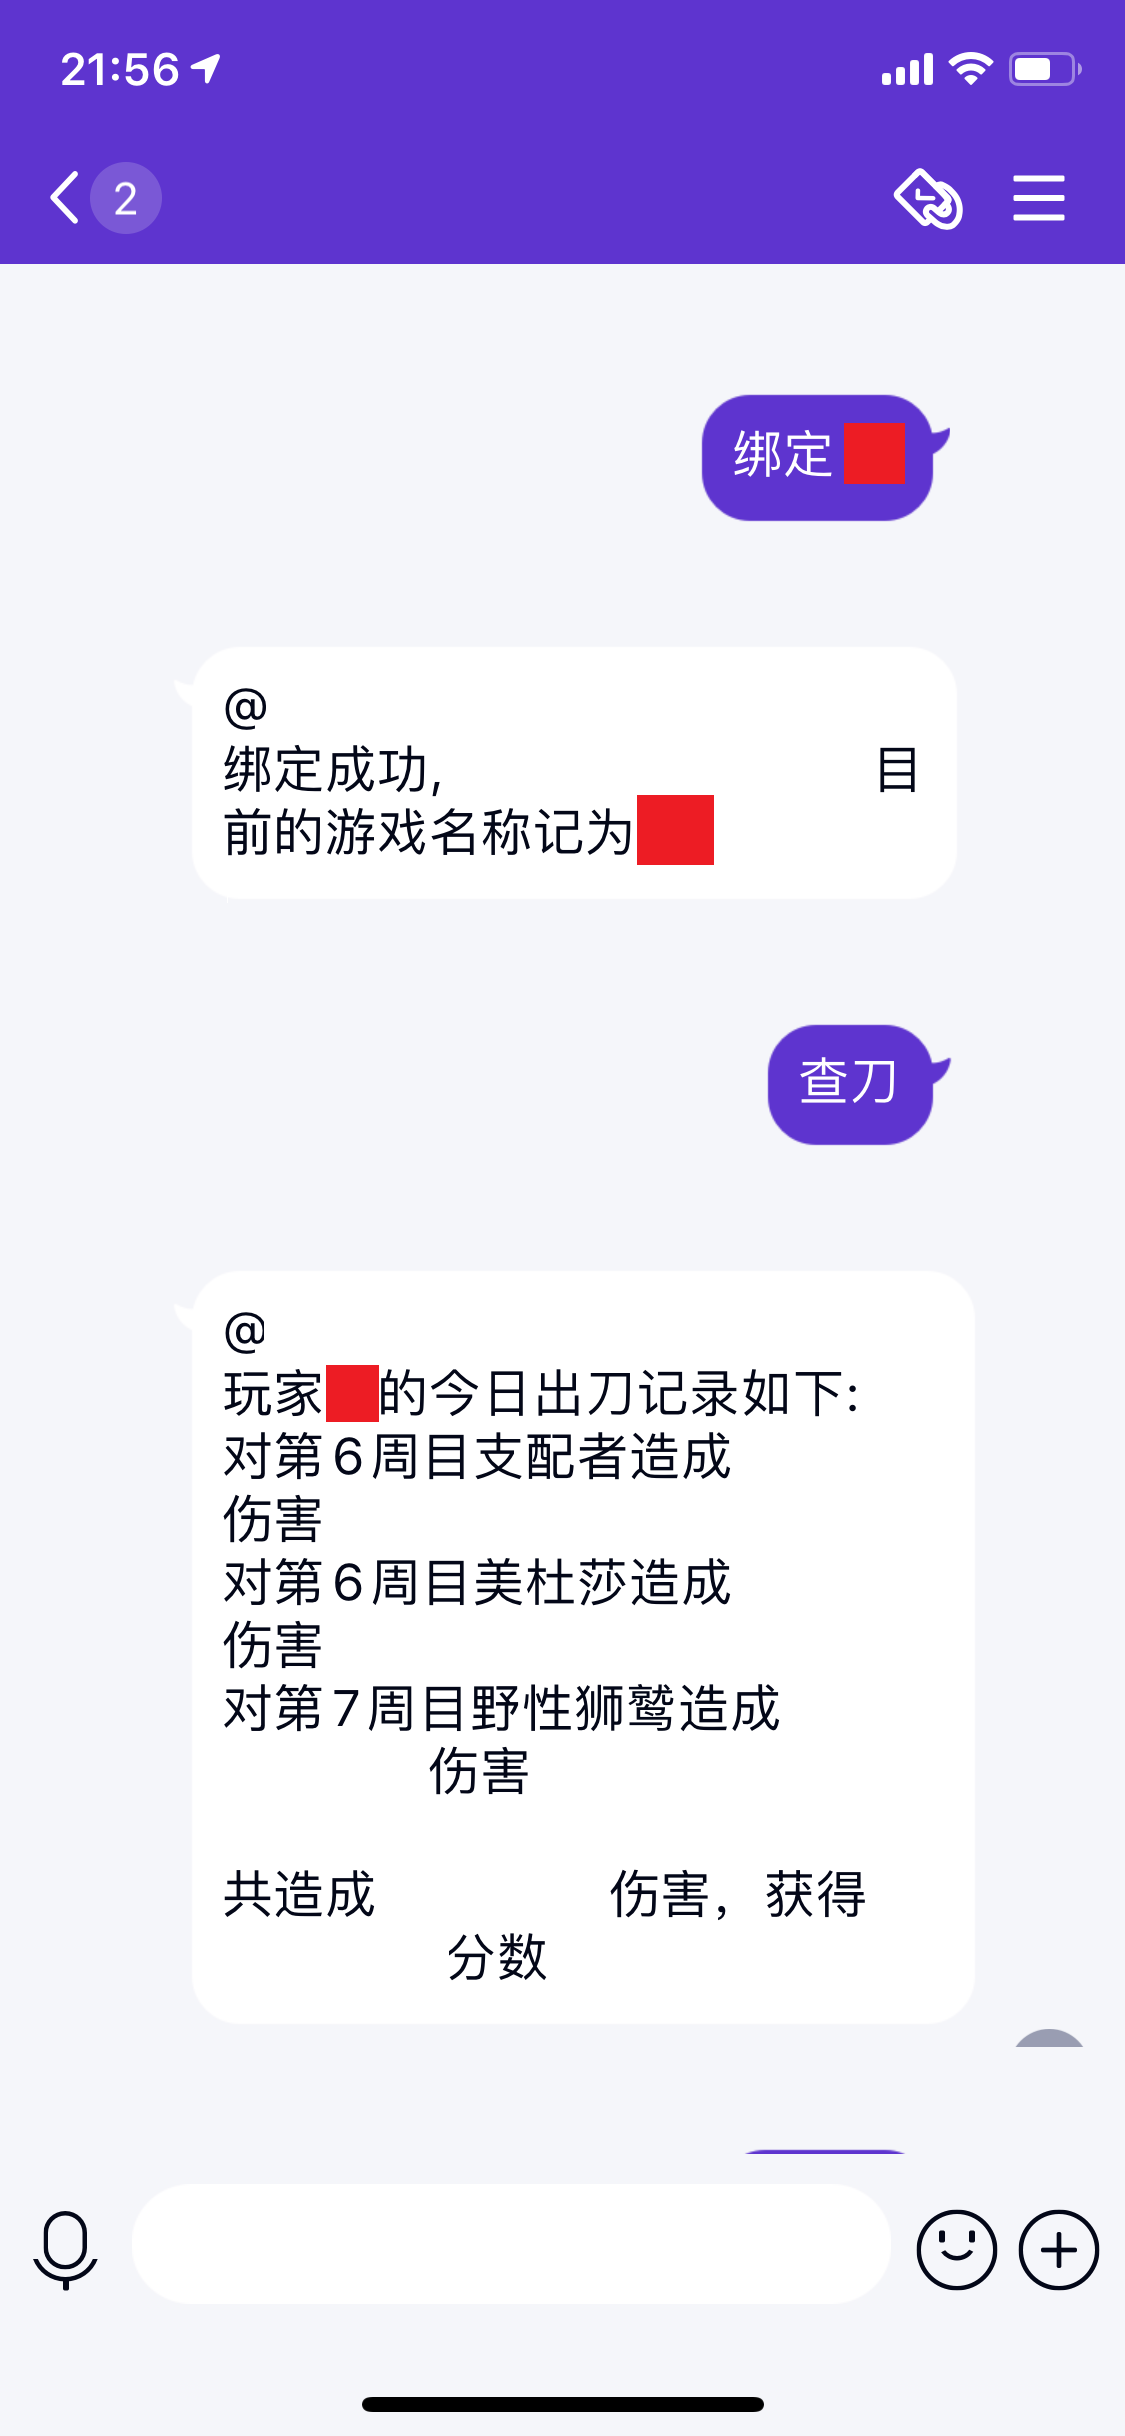 21:56
2
绑定
@
绑定成功, 目
前的游戏名称记为
查刀
@
玩家的今日出刀记录如下:
对第6周目支配者造成
伤害
对第6周目美杜莎造成
伤害
对第7周目野性狮鹫造成
伤害
共造成 伤害，获得
分数